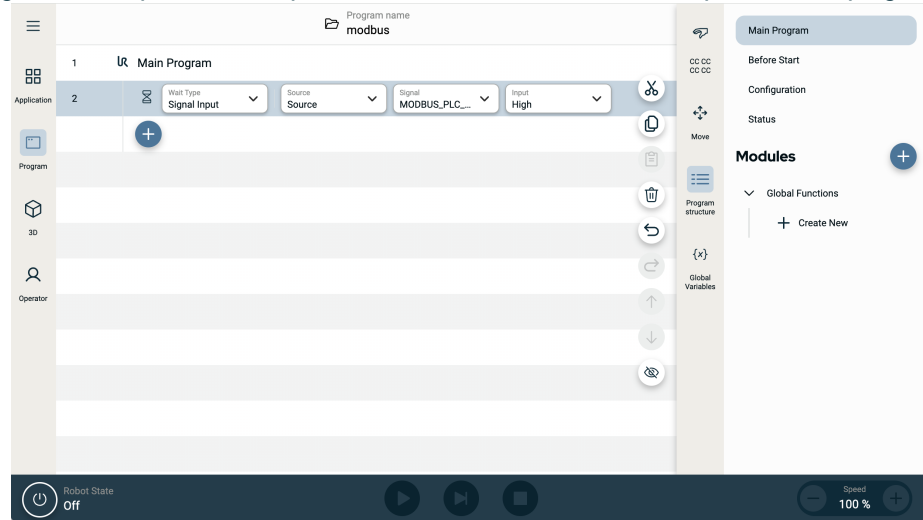 Program name
modbus
1
Main Program
2
Wait Type
Signal Input
Source
Source
Signal
MODBUS_PLC_...
Input
High
Application
Program
3D
Operator
CC CC
CC CC
Move
Program
structure
{x}
Global
Variables
Main Program
Before Start
Configuration
Status
Modules
Global Functions
Create New
Robot State
Off
Speed
100 %